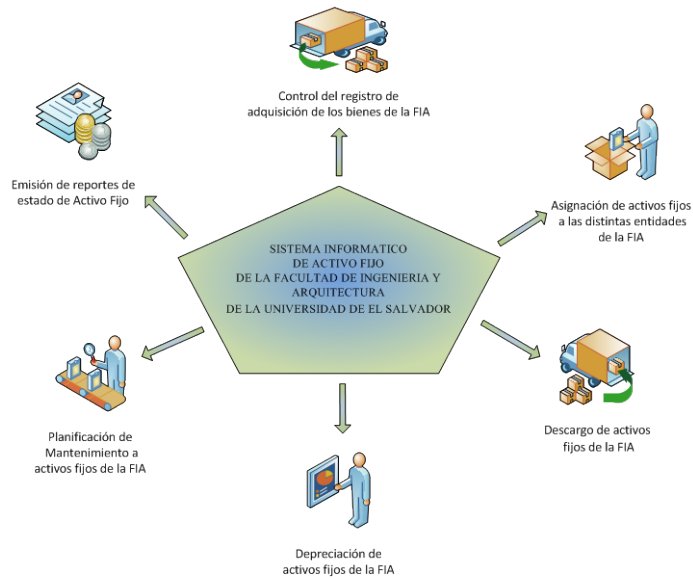 Control del registro de
adquisición de los bienes de la FIA
Emisión de reportes de
estado de Activo Fijo
Asignación de activos fijos
a las distintas entidades
de la FIA
SISTEMA INFORMATICO
DE ACTIVO FIJO
DE LA FACULTAD DE INGENIERIA Y
ARQUITECTURA
DE LA UNIVERSIDAD DE EL SALVADOR
Planificación de
Mantenimiento a
activos fijos de la FIA
Descargo de activos
fijos de la FIA
Depreciación de
activos fijos de la FIA